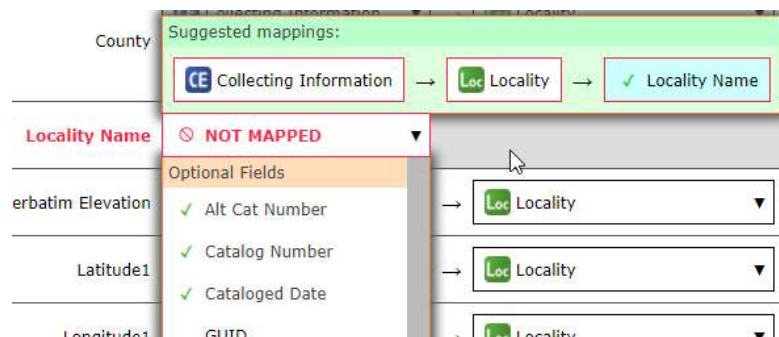 County
Suggested mappings:
CE Collecting Information → Loc Locality → ✓ Locality Name
Locality Name NOT MAPPED ▼
Optional Fields
erbatim Elevation → Loc Locality ▼
✓ Alt Cat Number
✓ Catalog Number
Latitude1 → Loc Locality ▼
✓ Cataloged Date
Longitude1 GUID → Loc Locality